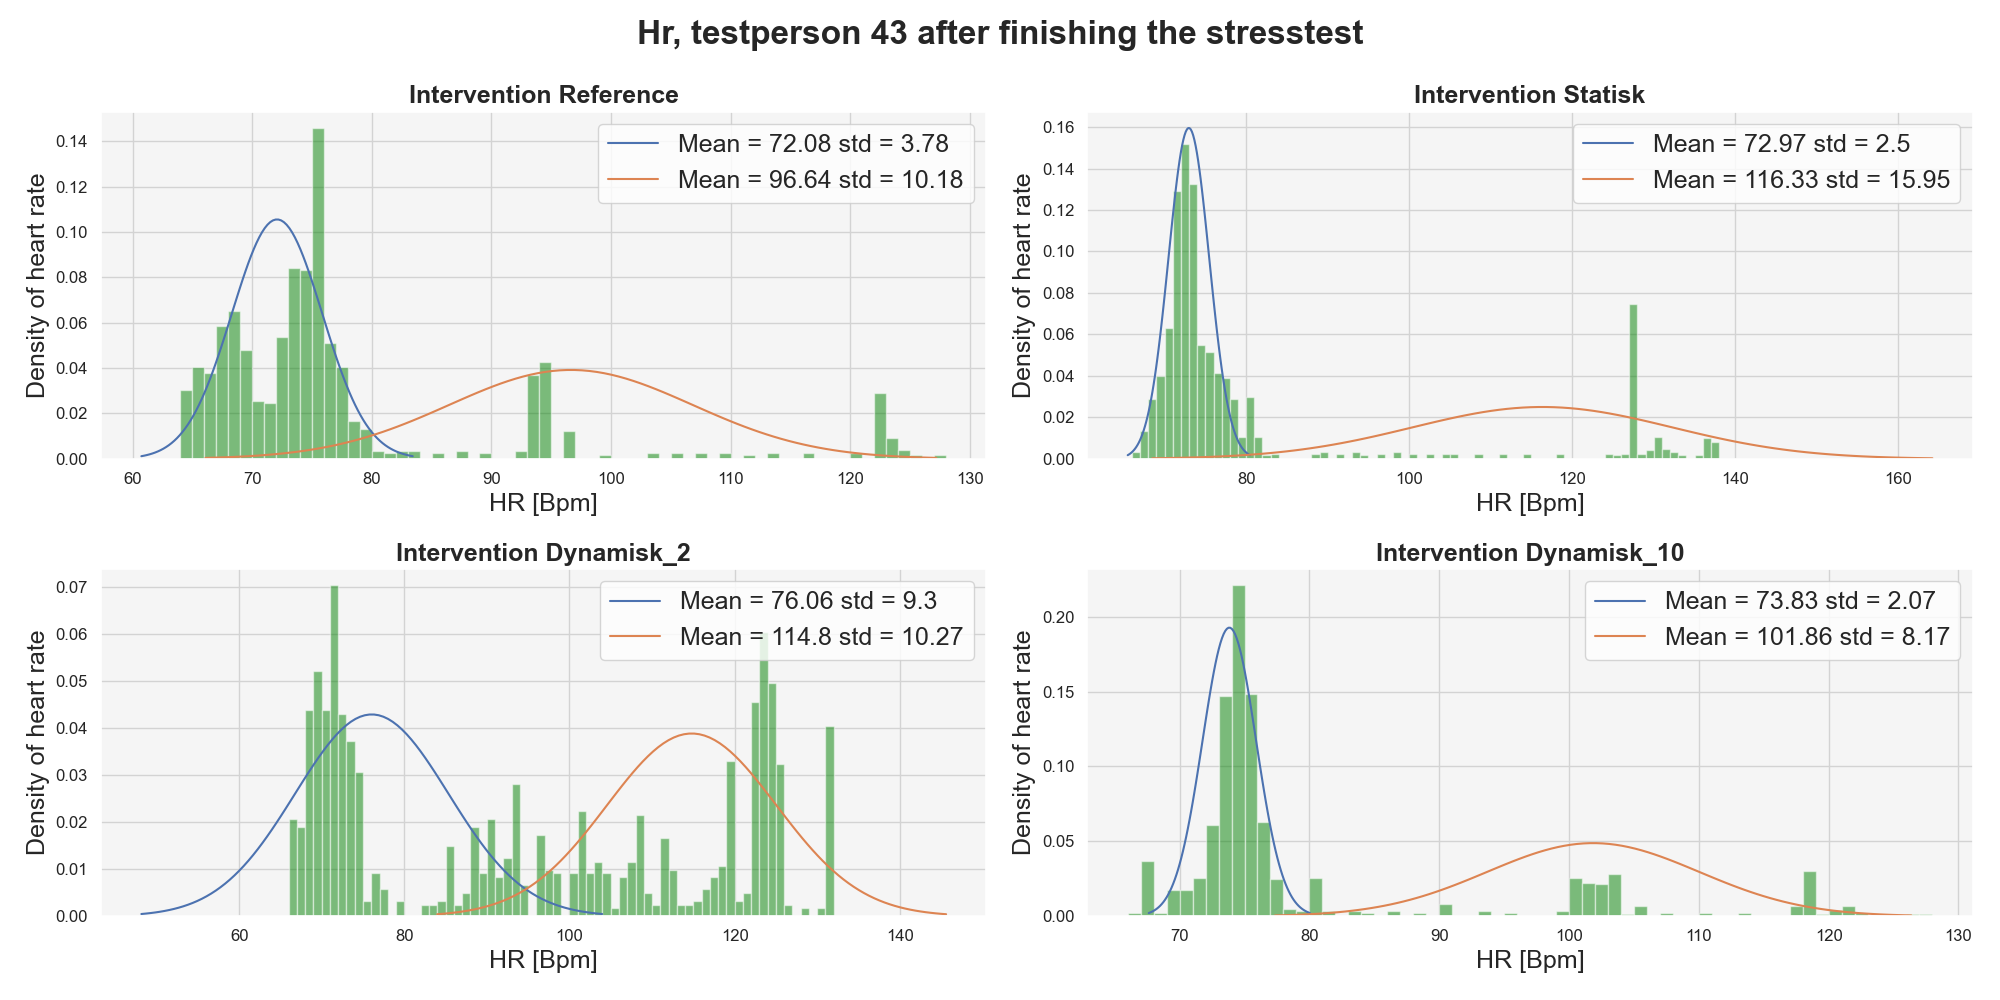 Hr, testperson 43 after finishing the stresstest
Intervention Reference
Mean = 72.08 std = 3.78
Mean = 96.64 std = 10.18
Density of heart rate
0.14
0.12
0.10
0.08
0.06
0.04
0.02
0.00
60 70 80 90 100 110 120 130
HR [Bpm]
Intervention Statisk
Mean = 72.97 std = 2.5
Mean = 116.33 std = 15.95
Density of heart rate
0.16
0.14
0.12
0.10
0.08
0.06
0.04
0.02
0.00
80 100 120 140 160
HR [Bpm]
Intervention Dynamisk_2
Mean = 76.06 std = 9.3
Mean = 114.8 std = 10.27
Density of heart rate
0.07
0.06
0.05
0.04
0.03
0.02
0.01
0.00
60 80 100 120 140
HR [Bpm]
Intervention Dynamisk_10
Mean = 73.83 std = 2.07
Mean = 101.86 std = 8.17
Density of heart rate
0.20
0.15
0.10
0.05
0.00
70 80 90 100 110 120 130
HR [Bpm]